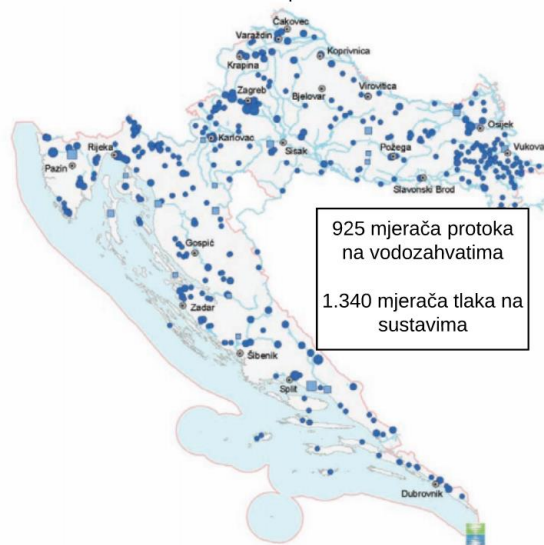 Čakovec
Varaždin
Koprivnica
Krapina
Virovitica
Zagreb
Bjelovar
Osijek
Karlovac
Rijeka
Sisak
Požega
Vukova
Pazin
Slavonski Brod
925 mjerača protoka
na vodozahvatima
1.340 mjerača tlaka na
sustavima
Gospić
Zadar
Šibenik
Split
Dubrovnik